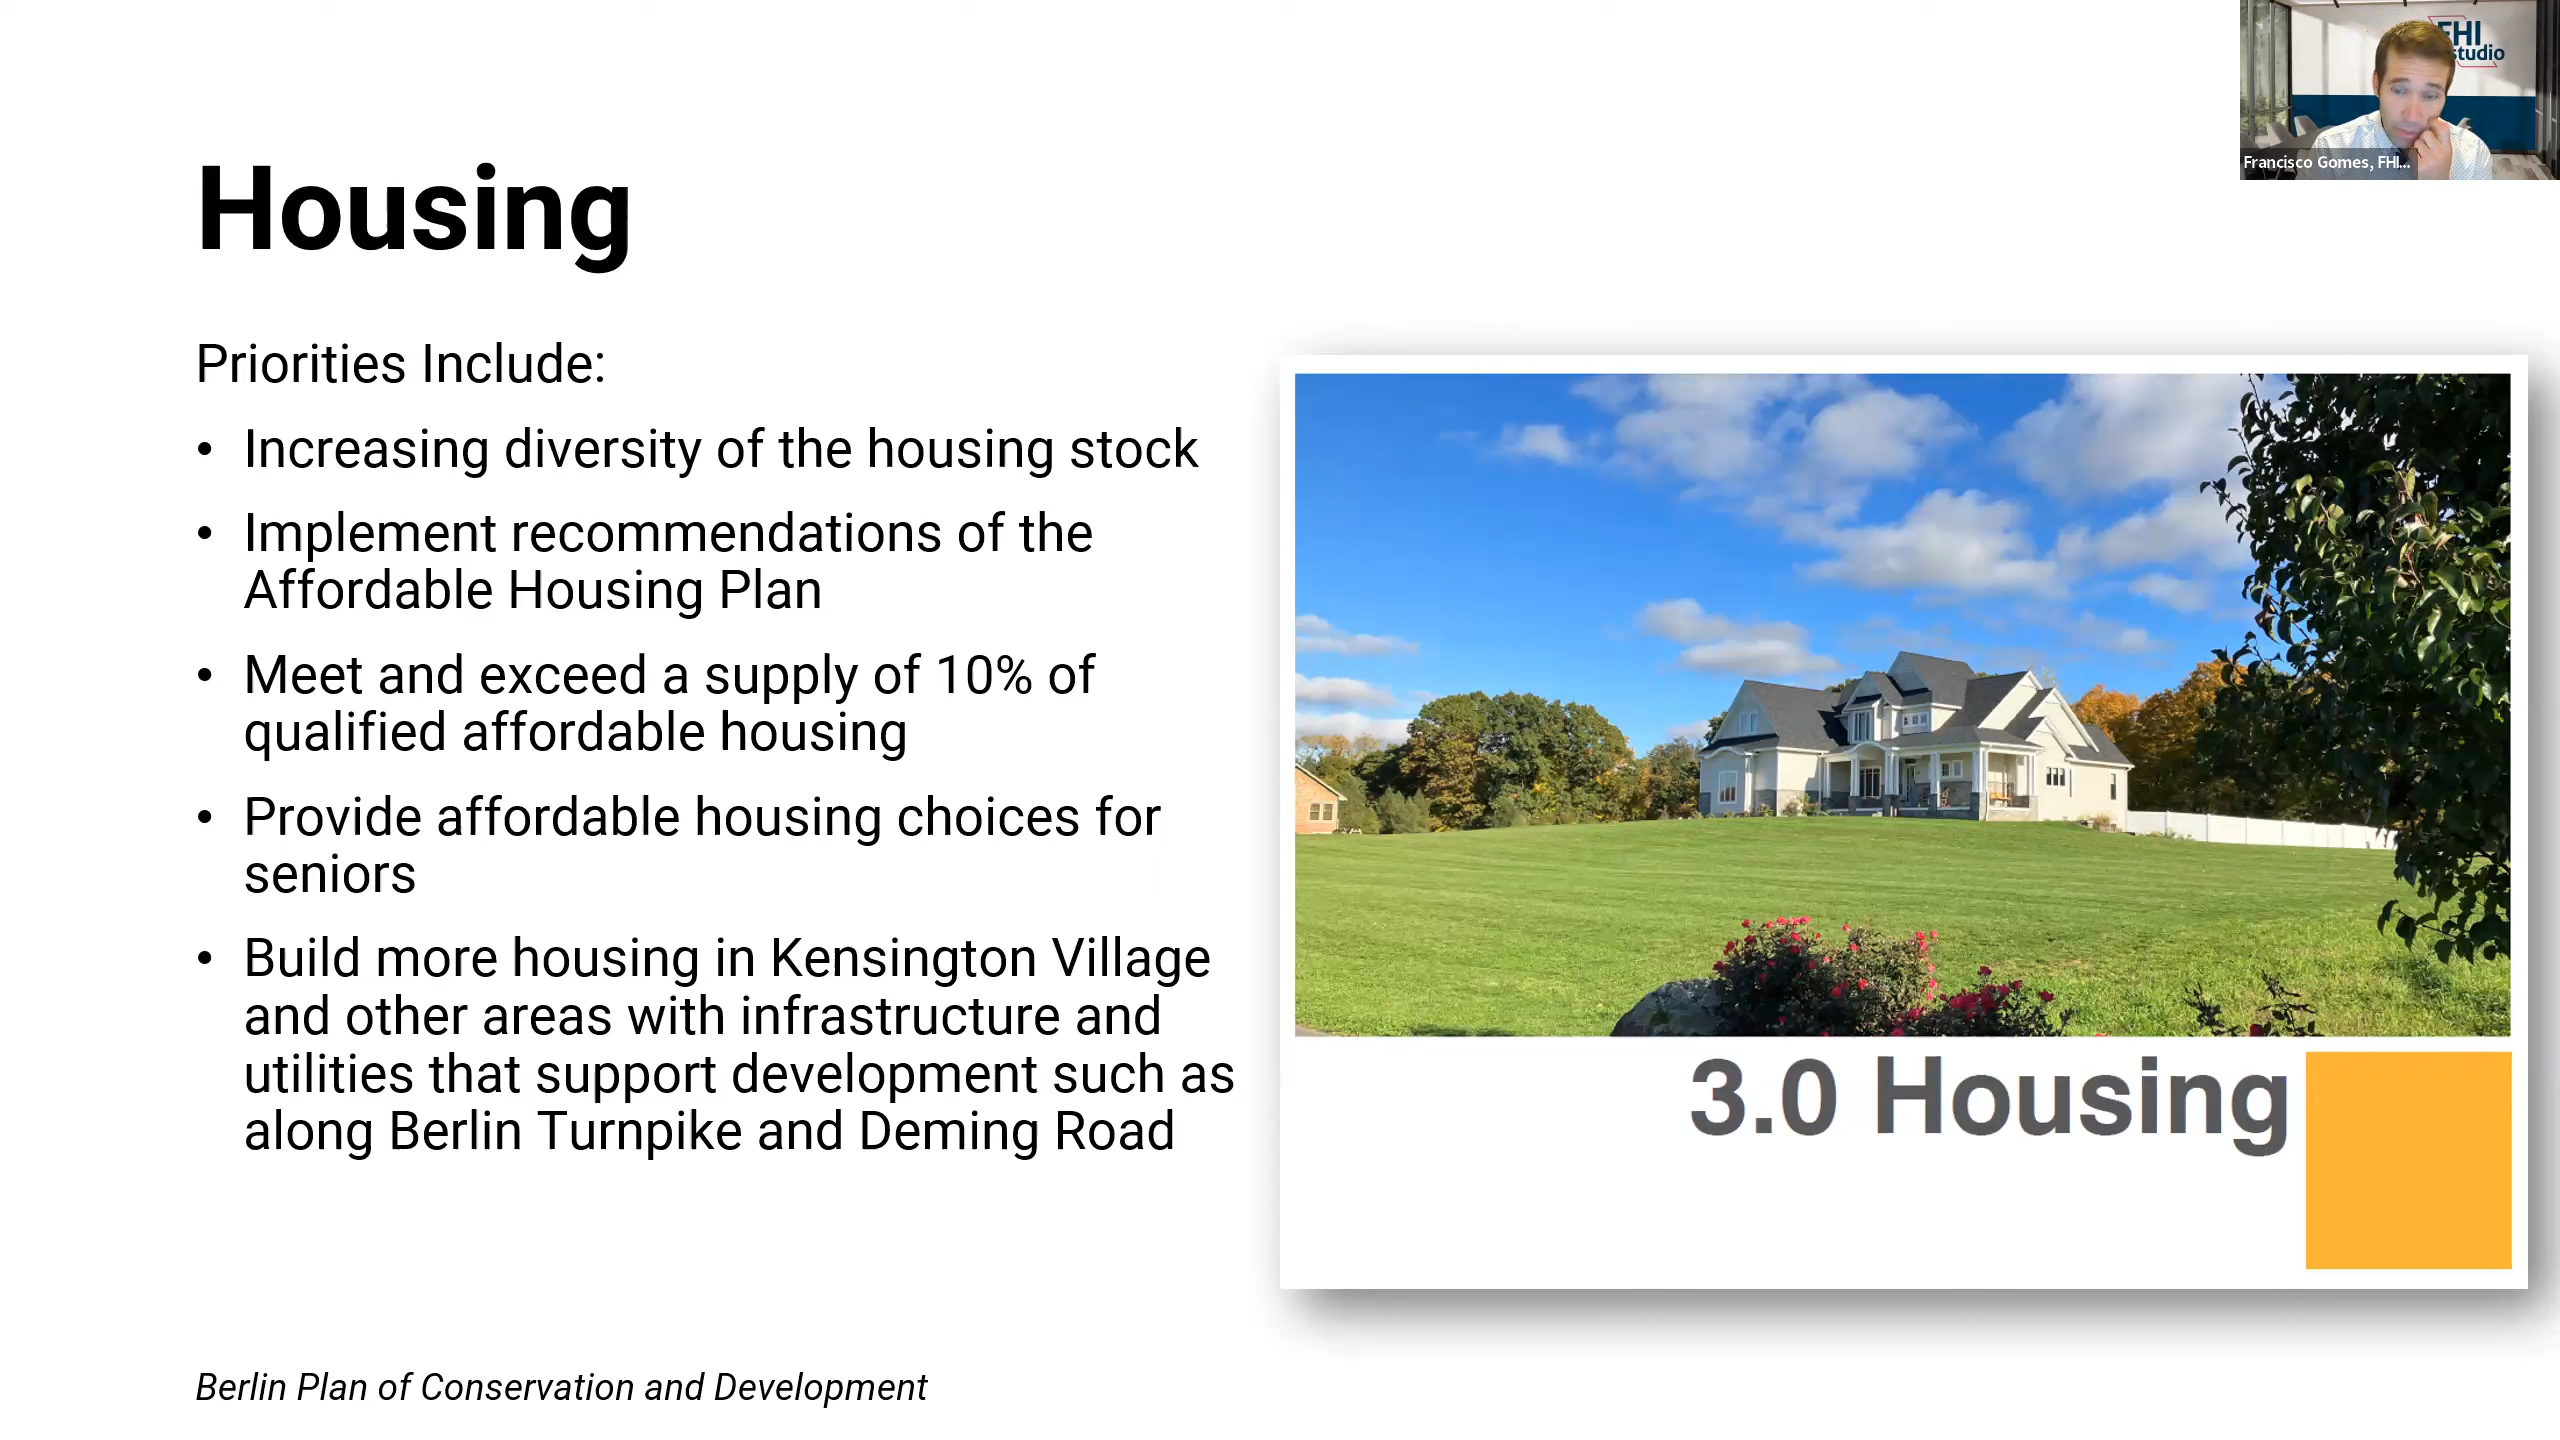 FHI
studio
Francisco Gomes, FHI...
Housing
Priorities Include:
• Increasing diversity of the housing stock
• Implement recommendations of the
Affordable Housing Plan
• Meet and exceed a supply of 10% of
qualified affordable housing
• Provide affordable housing choices for
seniors
• Build more housing in Kensington Village
and other areas with infrastructure and
utilities that support development such as
along Berlin Turnpike and Deming Road
3.0 Housing
Berlin Plan of Conservation and Development